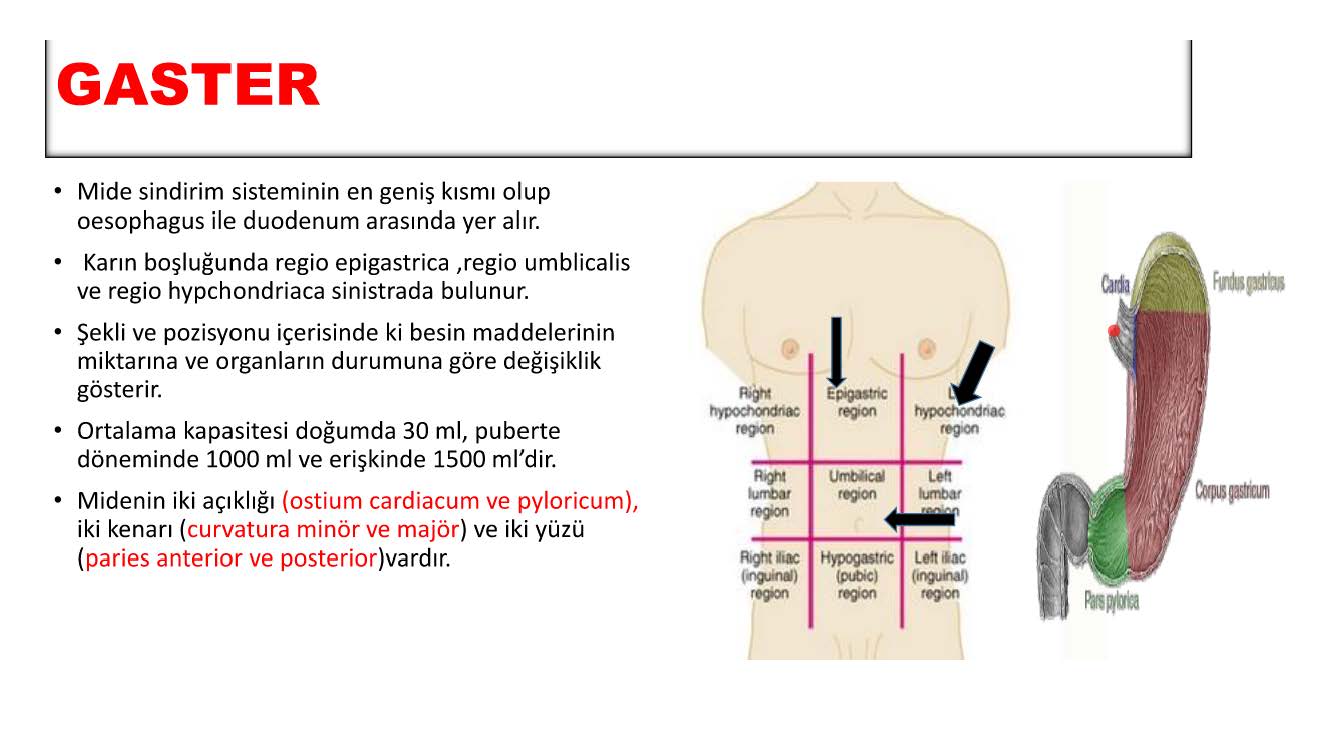 GASTER
• Mide sindirim sisteminin en geniş kısmı olup
oesophagus ile duodenum arasında yer alır.
• Karın boşluğunda regio epigastrica ,regio umblicalis
ve regio hypchondriaca sinistrada bulunur.
• Şekli ve pozisyonu içerisinde ki besin maddelerinin
miktarına ve organların durumuna göre değişiklik
gösterir.
• Ortalama kapasitesi doğumda 30 ml, puberte
döneminde 1000 ml ve erişkinde 1500 ml’dir.
• Midenin iki açıklığı (ostium cardiacum ve pyloricum),
iki kenarı (curvatura minör ve majör) ve iki yüzü
(paries anterior ve posterior)vardır.
Right
hypochondriac
region
Epigastric
region
hypochondriac
region
Right
lumbar
region
Umbilical
region
Left
lumbar
region
Right iliac
(inguinal)
region
Hypogastric
(pubic)
region
Left iliac
(inguinal)
region
Cardia
Fundus gastricus
Corpus gastricum
Pars pylorica